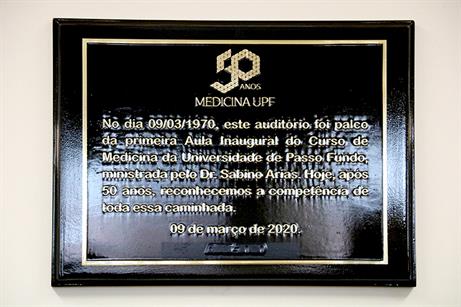 50
ANOS
MEDICINA UPF
No dia 09/03/1970, este auditório foi palco
da primeira Aula Inaugural do Curso de
Medicina da Universidade de Passo Fundo,
ministrada pelo Dr. Sabino Arias. Hoje, após
50 anos, reconhecemos a competência de
toda essa caminhada.
09 de março de 2020.